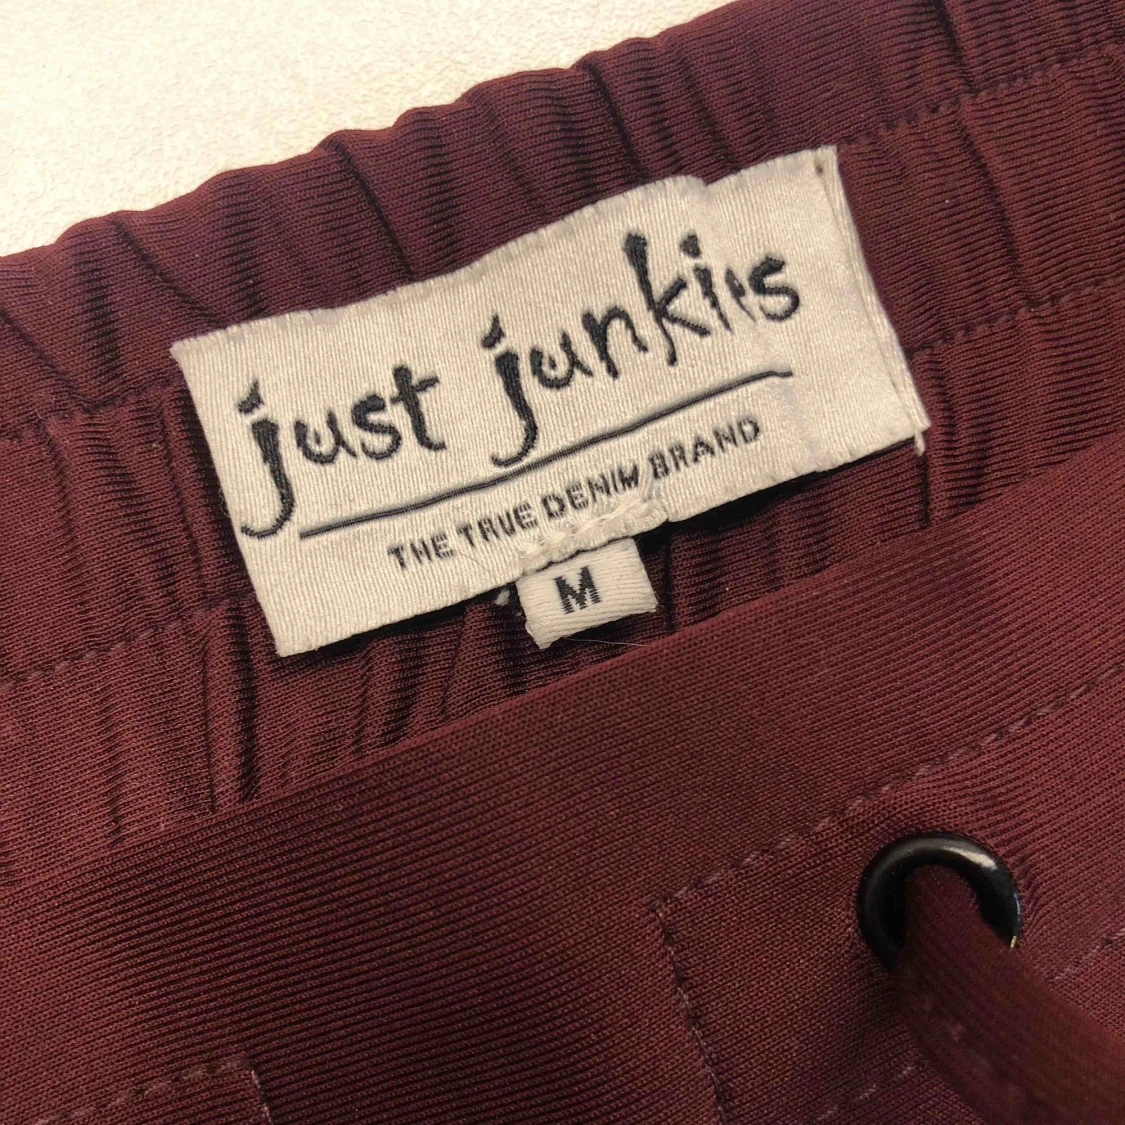 just junkies
THE TRUE DENIM BRAND
M